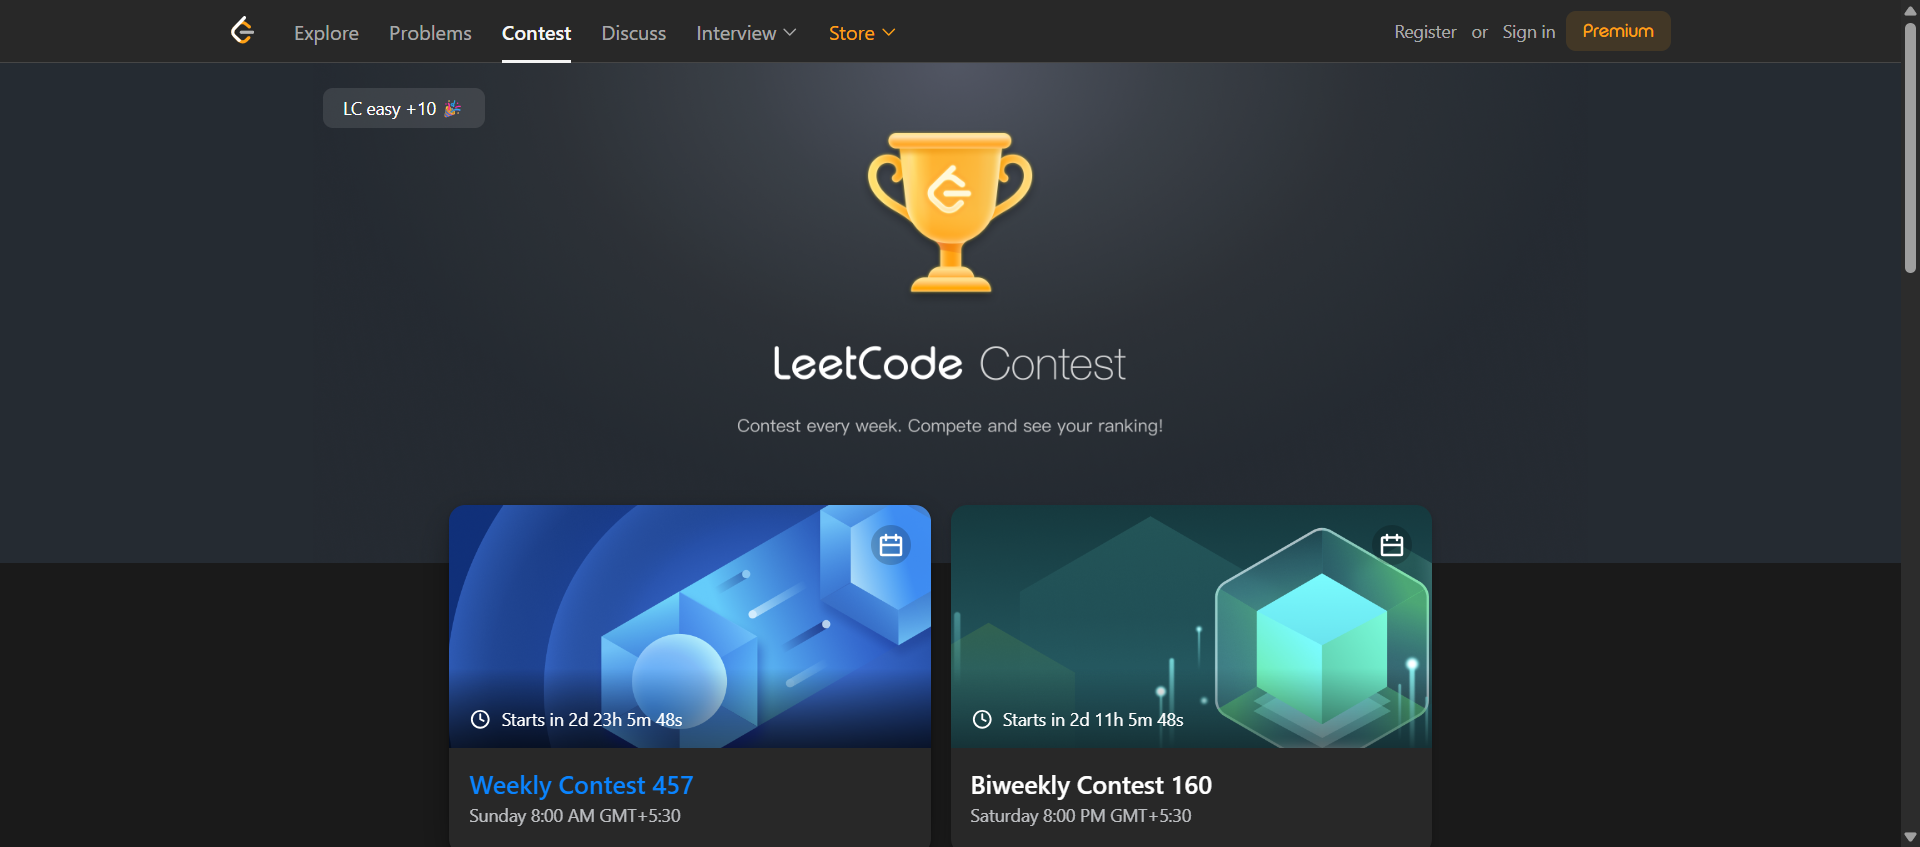 Explore Problems Contest Discuss Interview Store Register or Sign in Premium
LC easy +10 🎉
LeetCode Contest
Contest every week. Compete and see your ranking!
Starts in 2d 23h 5m 48s
Weekly Contest 457
Sunday 8:00 AM GMT+5:30
Starts in 2d 11h 5m 48s
Biweekly Contest 160
Saturday 8:00 PM GMT+5:30